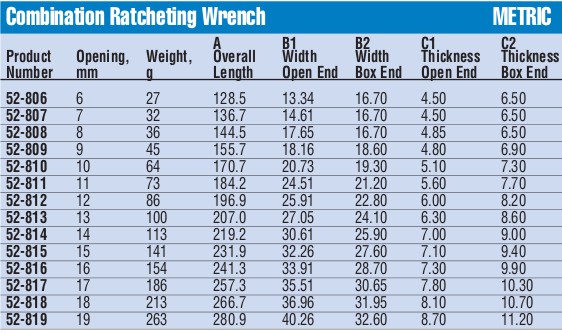 Combination Ratcheting Wrench METRIC
A B1 B2 C1 C2
Product Opening, Weight, Overall Width Width Thickness Thickness
Number mm g Length Open End Box End Open End Box End
52-806 6 27 128.5 13.34 16.70 4.50 6.50
52-807 7 32 136.7 14.61 16.70 4.50 6.50
52-808 8 36 144.5 17.65 16.70 4.85 6.50
52-809 9 45 155.7 18.16 18.60 4.80 6.90
52-810 10 64 170.7 20.73 19.30 5.10 7.30
52-811 11 73 184.2 24.51 21.20 5.60 7.70
52-812 12 86 196.9 25.91 22.80 6.00 8.20
52-813 13 100 207.0 27.05 24.10 6.30 8.60
52-814 14 113 219.2 30.61 25.90 7.00 9.00
52-815 15 141 231.9 32.26 27.60 7.10 9.40
52-816 16 154 241.3 33.91 28.70 7.30 9.90
52-817 17 186 257.3 35.51 30.65 7.80 10.30
52-818 18 213 266.7 36.96 31.95 8.10 10.70
52-819 19 263 280.9 40.26 32.60 8.70 11.20